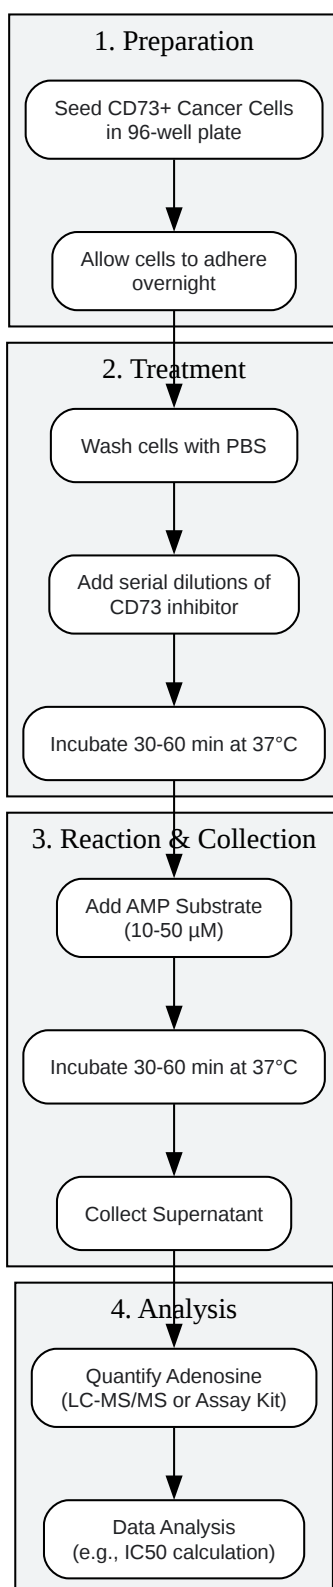 1. Preparation
Seed CD73+ Cancer Cells
in 96-well plate
Allow cells to adhere
overnight
2. Treatment
Wash cells with PBS
Add serial dilutions of
CD73 inhibitor
Incubate 30-60 min at 37°C
3. Reaction & Collection
Add AMP Substrate
(10-50 µM)
Incubate 30-60 min at 37°C
Collect Supernatant
4. Analysis
Quantify Adenosine
(LC-MS/MS or Assay Kit)
Data Analysis
(e.g., IC50 calculation)